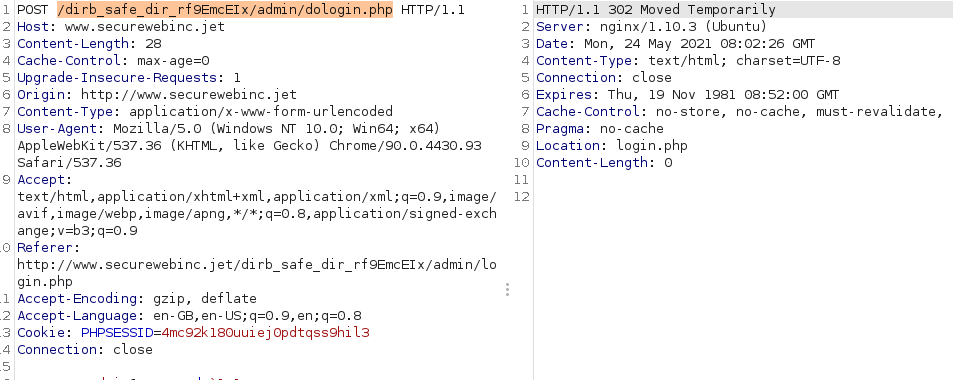 1 POST /dirb_safe_dir_rf9EmcEIx/admin/dologin.php HTTP/1.1
2 Host: www.securewebinc.jet
3 Content-Length: 28
4 Cache-Control: max-age=0
5 Upgrade-Insecure-Requests: 1
6 Origin: http://www.securewebinc.jet
7 Content-Type: application/x-www-form-urlencoded
8 User-Agent: Mozilla/5.0 (Windows NT 10.0; Win64; x64)
AppleWebKit/537.36 (KHTML, like Gecko) Chrome/90.0.4430.93
Safari/537.36
9 Accept:
text/html,application/xhtml+xml,application/xml;q=0.9,image/
avif,image/webp,image/apng,*/*;q=0.8,application/signed-exch
ange;v=b3;q=0.9
0 Referer:
http://www.securewebinc.jet/dirb_safe_dir_rf9EmcEIx/admin/lo
gin.php
1 Accept-Encoding: gzip, deflate
2 Accept-Language: en-GB,en-US;q=0.9,en;q=0.8
3 Cookie: PHPSESSID=4mc92k180uuiej0pdtqss9hil3
4 Connection: close
5
1 HTTP/1.1 302 Moved Temporarily
2 Server: nginx/1.10.3 (Ubuntu)
3 Date: Mon, 24 May 2021 08:02:26 GMT
4 Content-Type: text/html; charset=UTF-8
5 Connection: close
6 Expires: Thu, 19 Nov 1981 08:52:00 GMT
7 Cache-Control: no-store, no-cache, must-revalidate,
8 Pragma: no-cache
9 Location: login.php
10 Content-Length: 0
11
12